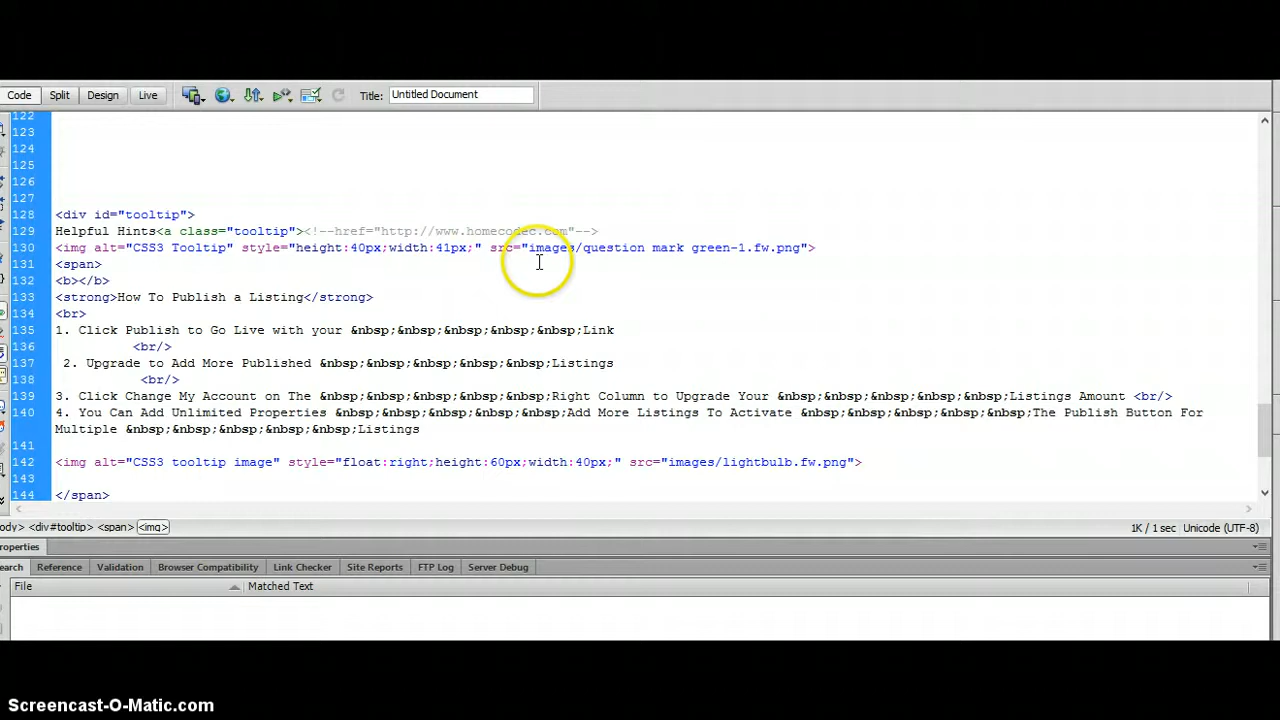 Code Split Design Live Title: Untitled Document
122
123
124
125
126
127
128 <div id="tooltip">
129 Helpful Hints<a class="tooltip"><!--href="http://www.homecodec.com"-->
130 <img alt="CSS3 Tooltip" style="height:40px;width:41px;" src="images/question mark green-1.fw.png">
131 <span>
132 <b></b>
133 <strong>How To Publish a Listing</strong>
134 <br>
135 1. Click Publish to Go Live with your &nbsp;&nbsp;&nbsp;&nbsp;&nbsp;Link
136 <br/>
137 2. Upgrade to Add More Published &nbsp;&nbsp;&nbsp;&nbsp;&nbsp;Listings
138 <br/>
139 3. Click Change My Account on The &nbsp;&nbsp;&nbsp;&nbsp;&nbsp;Right Column to Upgrade Your &nbsp;&nbsp;&nbsp;&nbsp;&nbsp;Listings Amount <br/>
140 4. You Can Add Unlimited Properties &nbsp;&nbsp;&nbsp;&nbsp;&nbsp;Add More Listings To Activate &nbsp;&nbsp;&nbsp;&nbsp;&nbsp;The Publish Button For
Multiple &nbsp;&nbsp;&nbsp;&nbsp;&nbsp;Listings
141
142 <img alt="CSS3 tooltip image" style="float:right;height:60px;width:40px;" src="images/lightbulb.fw.png">
143
144 </span>
ody> <div#tooltip> <span> <img> 1K / 1 sec Unicode (UTF-8)
roperties
earch Reference Validation Browser Compatibility Link Checker Site Reports FTP Log Server Debug
File Matched Text
Screencast-O-Matic.com